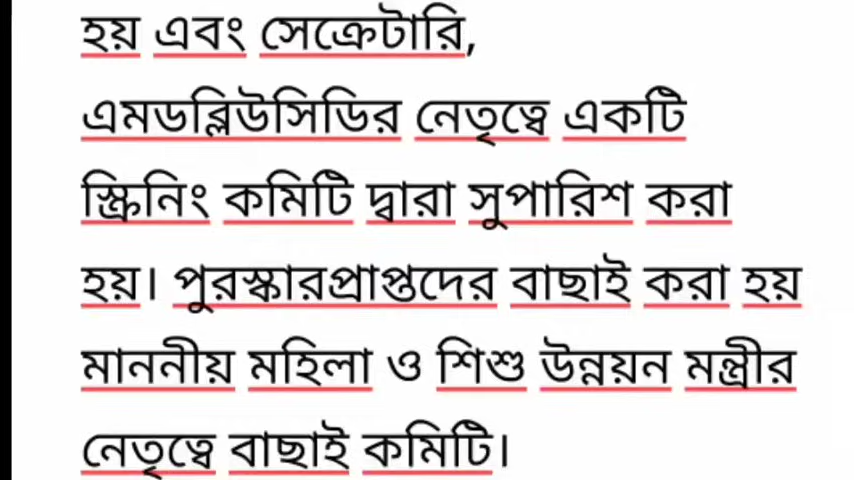 হয় এবং সেক্রেটারি,
এমডব্লিউসিডির নেতৃত্বে একটি
স্ক্রিনিং কমিটি দ্বারা সুপারিশ করা
হয়। পুরস্কারপ্রাপ্তদের বাছাই করা হয়
মাননীয় মহিলা ও শিশু উন্নয়ন মন্ত্রীর
নেতৃত্বে বাছাই কমিটি।